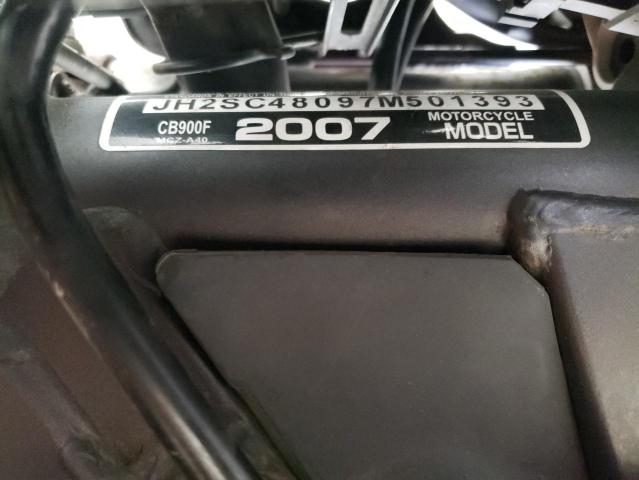 JH2SC48097M501393
CB900F 2007 MOTORCYCLE
MCZ-A40 MODEL